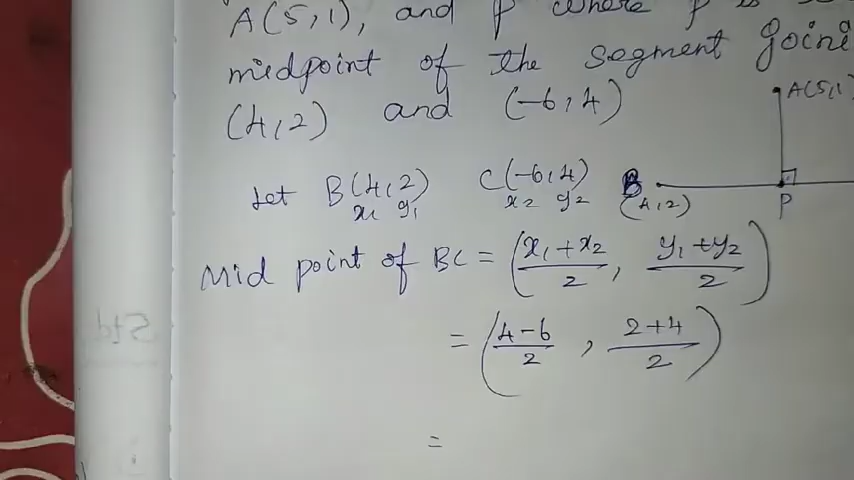 A(5,1), and P where P is
midpoint of the segment joini
(4,2) and (-6,4)
A(5,1
Let B(4,2) C(-6,4) B
x1 y1 x2 y2 (4,2) P
Mid point of BC = (x1+x2/2, y1+y2/2)
= (4-6/2, 2+4/2)
Std
=